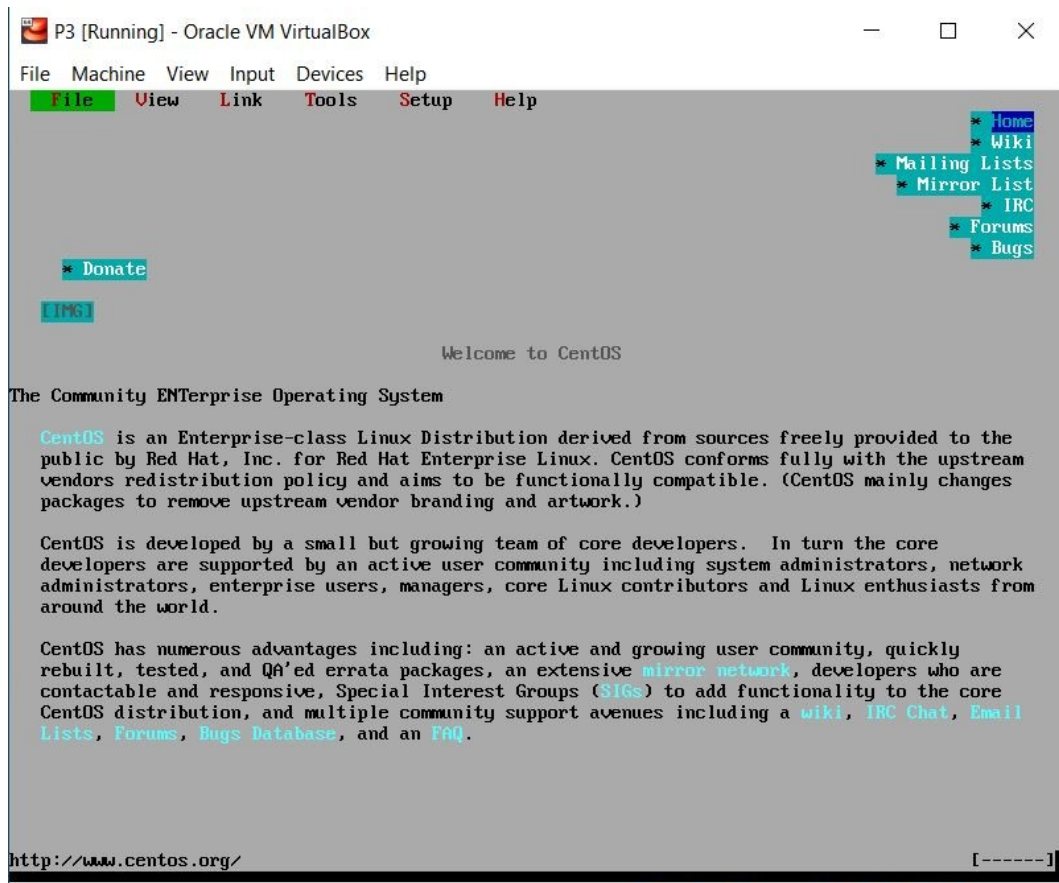 P3 [Running] - Oracle VM VirtualBox
File Machine View Input Devices Help
File View Link Tools Setup Help
* Home
* Wiki
* Mailing Lists
* Mirror List
* IRC
* Forums
* Bugs
* Donate
[IMG]
Welcome to CentOS
The Community ENTerprise Operating System
CentOS is an Enterprise-class Linux Distribution derived from sources freely provided to the
public by Red Hat, Inc. for Red Hat Enterprise Linux. CentOS conforms fully with the upstream
vendors redistribution policy and aims to be functionally compatible. (CentOS mainly changes
packages to remove upstream vendor branding and artwork.)
CentOS is developed by a small but growing team of core developers.  In turn the core
developers are supported by an active user community including system administrators, network
administrators, enterprise users, managers, core Linux contributors and Linux enthusiasts from
around the world.
CentOS has numerous advantages including: an active and growing user community, quickly
rebuilt, tested, and QA'ed errata packages, an extensive mirror network, developers who are
contactable and responsive, Special Interest Groups (SIGs) to add functionality to the core
CentOS distribution, and multiple community support avenues including a wiki, IRC Chat, Email
Lists, Forums, Bugs Database, and an FAQ.
http://www.centos.org/ [------]